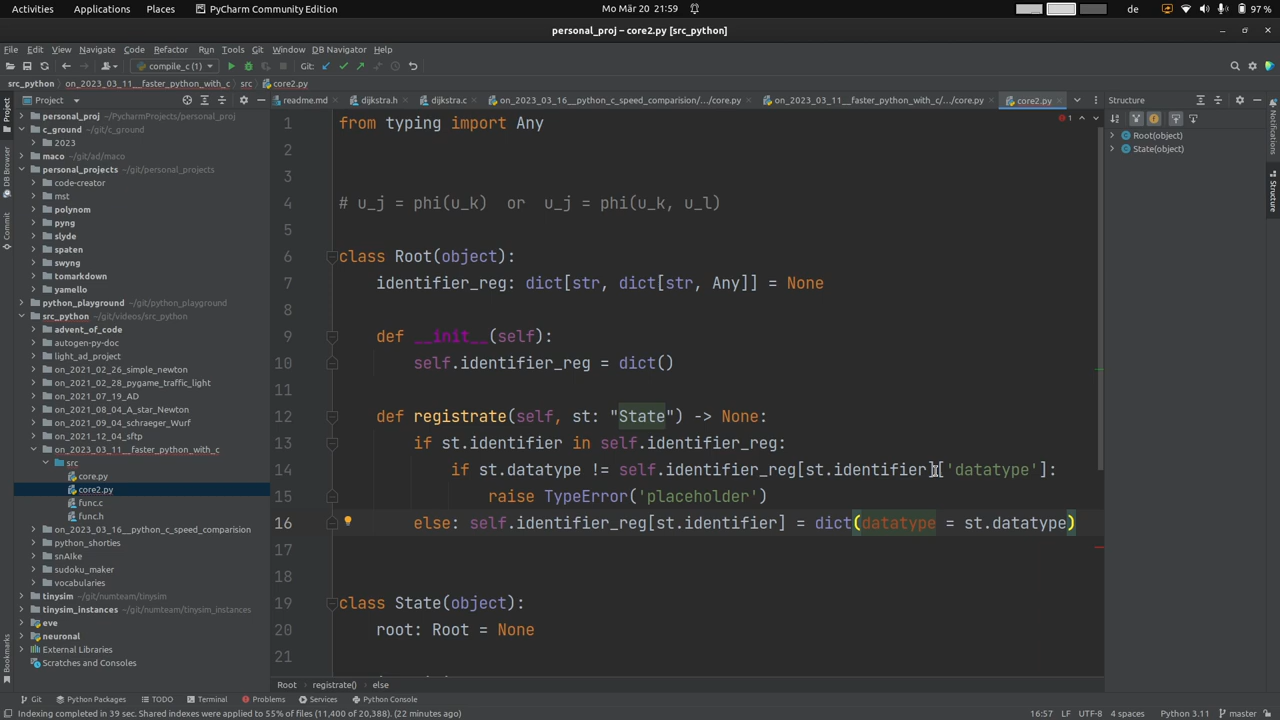 Activities Applications Places PyCharm Community Edition Mo Mär 20 21:59 de 97 %
personal_proj – core2.py [src_python]
File Edit View Navigate Code Refactor Run Tools Git Window DB Navigator Help
compile_c (1) Git:
src_python on_2023_03_11__faster_python_with_c src core2.py
Project readme.md dijkstra.h dijkstra.c on_2023_03_16__python_c_speed_comparision/.../core.py on_2023_03_11__faster_python_with_c/.../core.py core2.py Structure
personal_proj ~/PycharmProjects/personal_proj
c_ground ~/git/c_ground
2023
maco ~/git/ad/maco
personal_projects ~/git/personal_projects
code-creator
mst
polynom
pyng
slyde
spaten
swyng
tomarkdown
yamello
python_playground ~/git/python_playground
src_python ~/git/videos/src_python
advent_of_code
autogen-py-doc
light_ad_project
on_2021_02_26_simple_newton
on_2021_02_28_pygame_traffic_light
on_2021_07_19_AD
on_2021_08_04_A_star_Newton
on_2021_09_04_schraeger_Wurf
on_2021_12_04_sftp
on_2023_03_11__faster_python_with_c
src
core.py
core2.py
func.c
func.h
on_2023_03_16__python_c_speed_comparision
python_shorties
snAIke
sudoku_maker
vocabularies
tinysim ~/git/numteam/tinysim
tinysim_instances ~/git/numteam/tinysim_instances
eve
neuronal
External Libraries
Scratches and Consoles
Project
DB Browser
Commit
Bookmarks
1 from typing import Any
2
3
4 # u_j = phi(u_k)  or  u_j = phi(u_k, u_l)
5
6 class Root(object):
7 identifier_reg: dict[str, dict[str, Any]] = None
8
9 def __init__(self):
10 self.identifier_reg = dict()
11
12 def registrate(self, st: "State") -> None:
13 if st.identifier in self.identifier_reg:
14 if st.datatype != self.identifier_reg[st.identifier]['datatype']:
15 raise TypeError('placeholder')
16 else: self.identifier_reg[st.identifier] = dict(datatype = st.datatype)
17
18
19 class State(object):
20 root: Root = None
21
1
Root(object)
State(object)
Notifications
Structure
Root registrate() else
Git Python Packages TODO Terminal Problems Services Python Console
Indexing completed in 39 sec. Shared indexes were applied to 55% of files (11,400 of 20,388). (22 minutes ago) 16:57 LF UTF-8 4 spaces Python 3.11 master